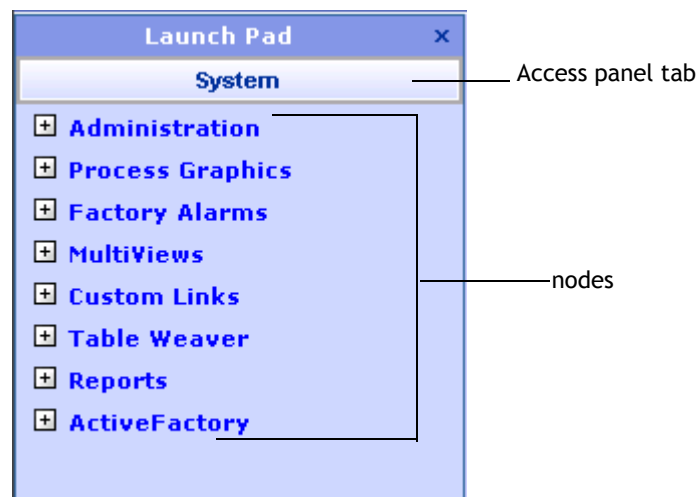 Launch Pad ×
System
Access panel tab
+ Administration
+ Process Graphics
+ Factory Alarms
+ MultiViews
+ Custom Links
+ Table Weaver
+ Reports
+ ActiveFactory
nodes